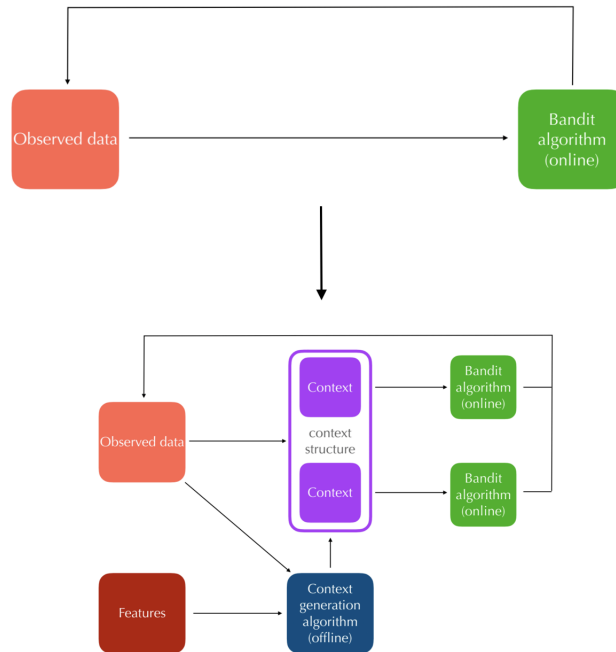 Observed data
Bandit
algorithm
(online)
Context
Bandit
algorithm
(online)
Observed data
context
structure
Context
Bandit
algorithm
(online)
Features
Context
generation
algorithm
(offline)